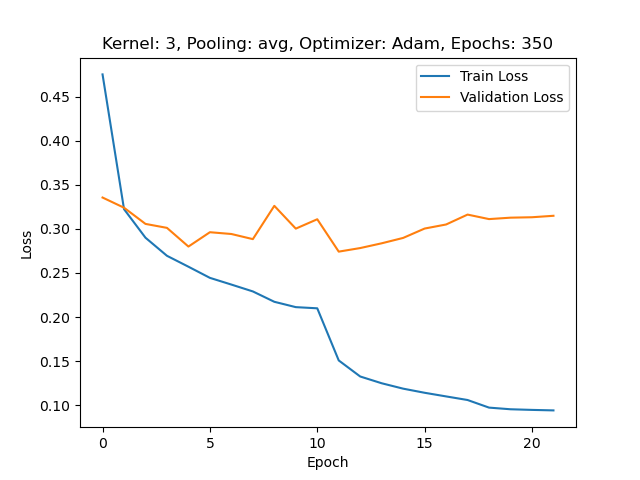 Kernel: 3, Pooling: avg, Optimizer: Adam, Epochs: 350
Train Loss
Validation Loss
0.45
0.40
0.35
0.30
0.25
0.20
0.15
0.10
Loss
0 5 10 15 20
Epoch